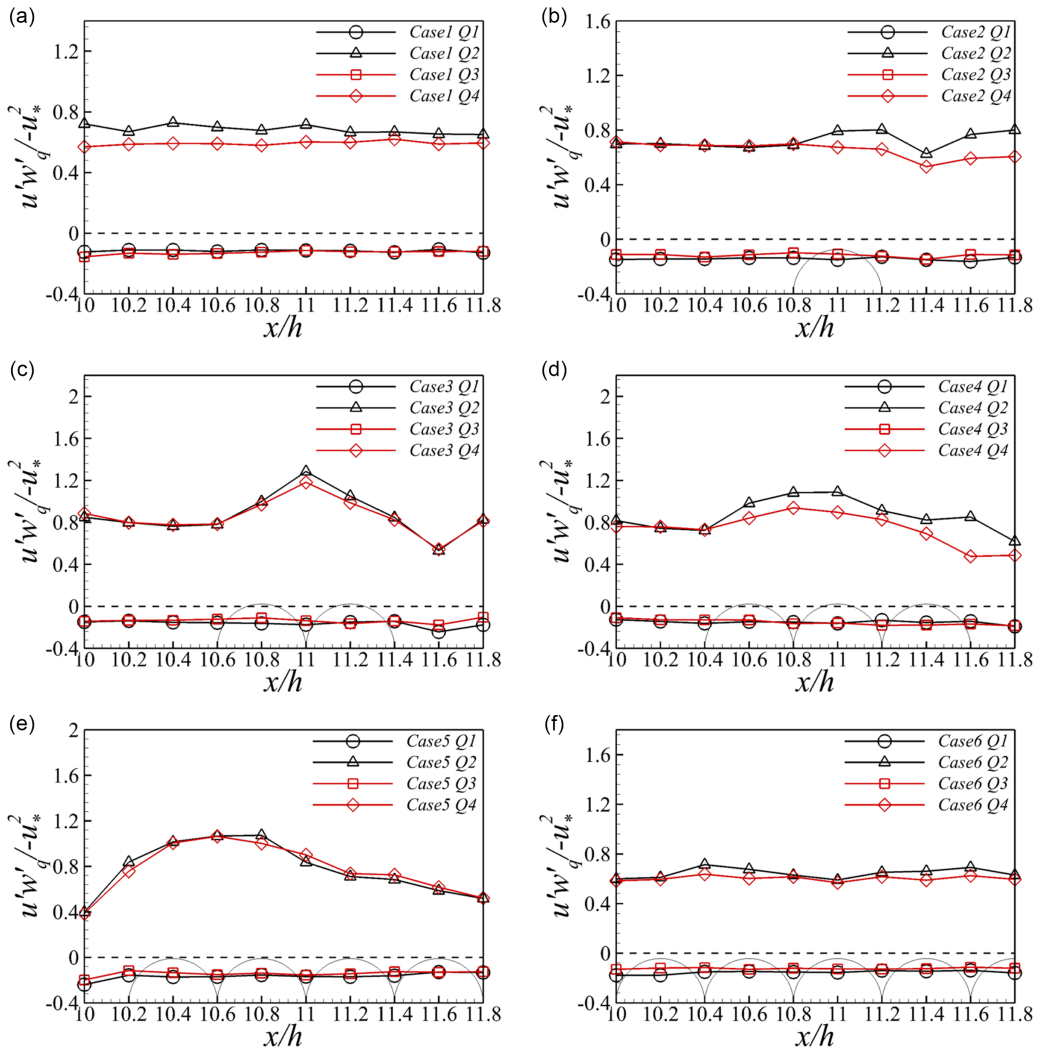 (a)
Case1 Q1
Case1 Q2
Case1 Q3
Case1 Q4
1.2
0.8
0.4
0
-0.4
u'w'q/-u*²
10 10.2 10.4 10.6 10.8 11 11.2 11.4 11.6 11.8
x/h
(b)
Case2 Q1
Case2 Q2
Case2 Q3
Case2 Q4
1.6
1.2
0.8
0.4
0
-0.4
u'w'q/-u*²
10 10.2 10.4 10.6 10.8 11 11.2 11.4 11.6 11.8
x/h
(c)
Case3 Q1
Case3 Q2
Case3 Q3
Case3 Q4
2
1.6
1.2
0.8
0.4
0
-0.4
u'w'q/-u*²
10 10.2 10.4 10.6 10.8 11 11.2 11.4 11.6 11.8
x/h
(d)
Case4 Q1
Case4 Q2
Case4 Q3
Case4 Q4
2
1.6
1.2
0.8
0.4
0
-0.4
u'w'q/-u*²
10 10.2 10.4 10.6 10.8 11 11.2 11.4 11.6 11.8
x/h
(e)
Case5 Q1
Case5 Q2
Case5 Q3
Case5 Q4
2
1.6
1.2
0.8
0.4
0
-0.4
u'w'q/-u*²
10 10.2 10.4 10.6 10.8 11 11.2 11.4 11.6 11.8
x/h
(f)
Case6 Q1
Case6 Q2
Case6 Q3
Case6 Q4
1.6
1.2
0.8
0.4
0
-0.4
u'w'q/-u*²
10 10.2 10.4 10.6 10.8 11 11.2 11.4 11.6 11.8
x/h